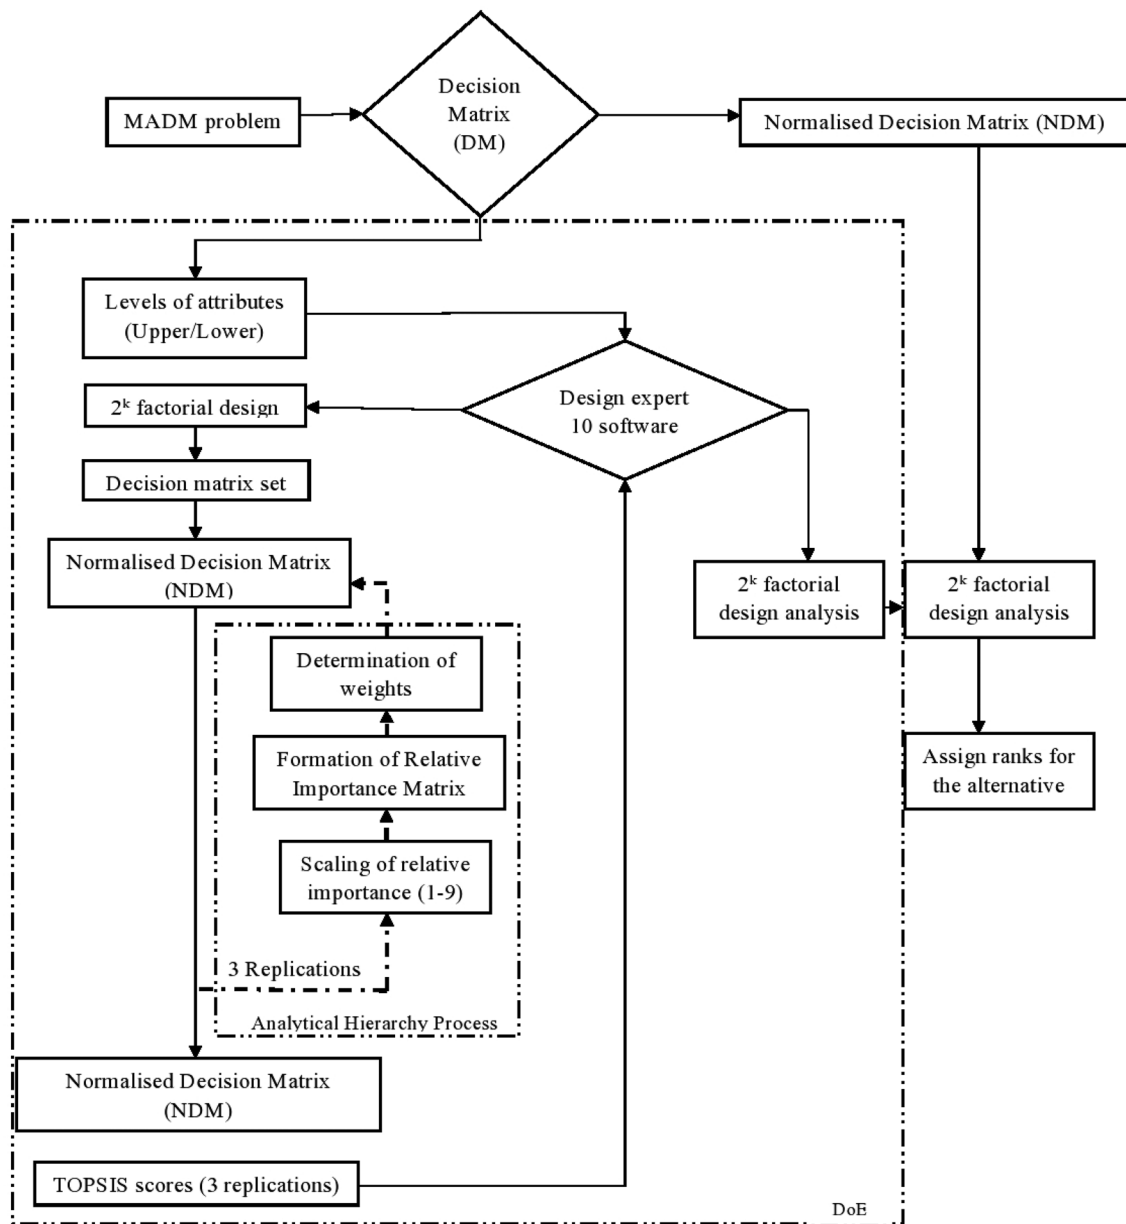 MADM problem
Decision
Matrix
(DM)
Normalised Decision Matrix (NDM)
Levels of attributes
(Upper/Lower)
2ᵏ factorial design
Design expert
10 software
Decision matrix set
Normalised Decision Matrix
(NDM)
2ᵏ factorial
design analysis
2ᵏ factorial
design analysis
Determination of
weights
Formation of Relative
Importance Matrix
Assign ranks for
the alternative
Scaling of relative
importance (1-9)
3 Replications
Analytical Hierarchy Process
Normalised Decision Matrix
(NDM)
TOPSIS scores (3 replications)
DoE